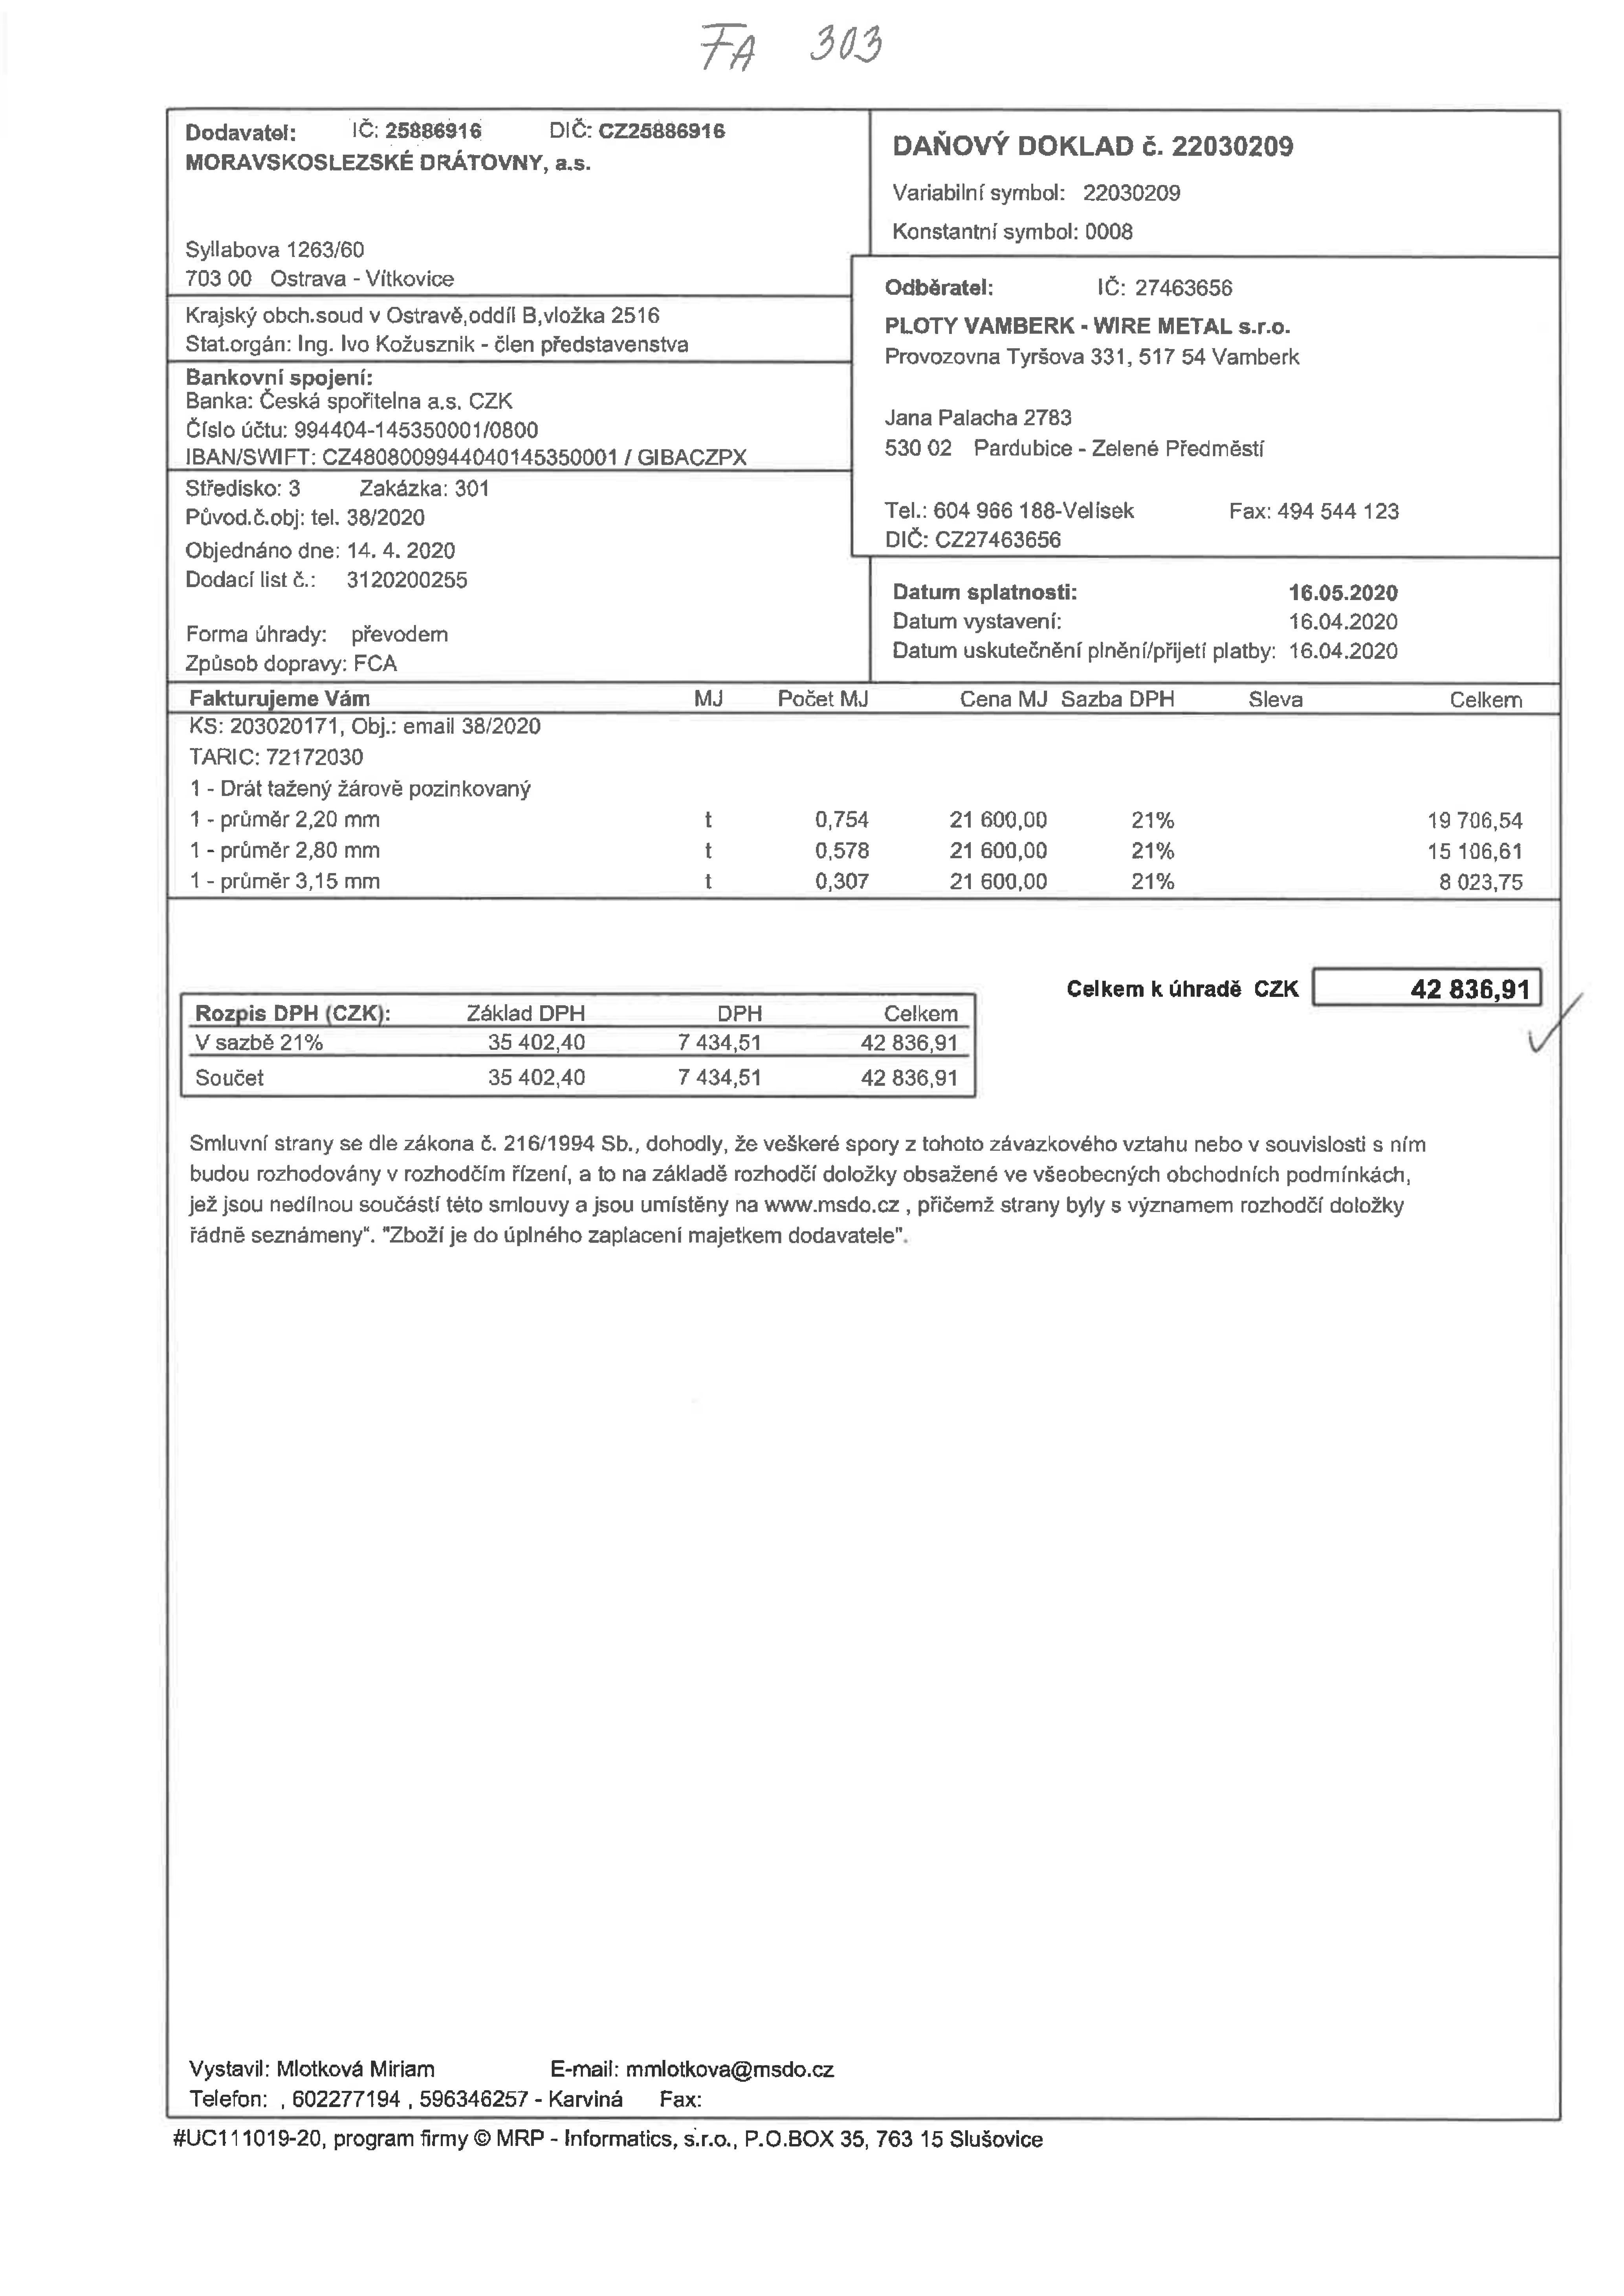 FA 303
Dodavatel: IČ: 25886916 DIČ: CZ25886916
MORAVSKOSLEZSKÉ DRÁTOVNY, a.s.
Syllabova 1263/60
703 00 Ostrava - Vítkovice
Krajský obch.soud v Ostravě,oddíl B,vložka 2516
Stat.orgán: Ing. Ivo Kožusznik - člen představenstva
Bankovní spojení:
Banka: Česká spořitelna a.s. CZK
Číslo účtu: 994404-145350001/0800
IBAN/SWIFT: CZ4808009944040145350001 / GIBACZPX
Středisko: 3 Zakázka: 301
Původ.č.obj: tel. 38/2020
Objednáno dne: 14. 4. 2020
Dodací list č.: 3120200255
Forma úhrady: převodem
Způsob dopravy: FCA
DAŇOVÝ DOKLAD č. 22030209
Variabilní symbol: 22030209
Konstantní symbol: 0008
Odběratel: IČ: 27463656
PLOTY VAMBERK - WIRE METAL s.r.o.
Provozovna Tyršova 331, 517 54 Vamberk
Jana Palacha 2783
530 02 Pardubice - Zelené Předměstí
Tel.: 604 966 188-Velísek Fax: 494 544 123
DIČ: CZ27463656
Datum splatnosti: 16.05.2020
Datum vystavení: 16.04.2020
Datum uskutečnění plnění/přijetí platby: 16.04.2020
Fakturujeme Vám MJ Počet MJ Cena MJ Sazba DPH Sleva Celkem
KS: 203020171, Obj.: email 38/2020
TARIC: 72172030
1 - Drát tažený žárově pozinkovaný
1 - průměr 2,20 mm t 0,754 21 600,00 21% 19 706,54
1 - průměr 2,80 mm t 0,578 21 600,00 21% 15 106,61
1 - průměr 3,15 mm t 0,307 21 600,00 21% 8 023,75
Celkem k úhradě CZK 42 836,91
Rozpis DPH (CZK): Základ DPH DPH Celkem
V sazbě 21% 35 402,40 7 434,51 42 836,91
Součet 35 402,40 7 434,51 42 836,91
Smluvní strany se dle zákona č. 216/1994 Sb., dohodly, že veškeré spory z tohoto závazkového vztahu nebo v souvislosti s ním
budou rozhodovány v rozhodčím řízení, a to na základě rozhodčí doložky obsažené ve všeobecných obchodních podmínkách,
jež jsou nedílnou součástí této smlouvy a jsou umístěny na www.msdo.cz , přičemž strany byly s významem rozhodčí doložky
řádně seznámeny“. "Zboží je do úplného zaplacení majetkem dodavatele".
Vystavil: Mlotková Miriam E-mail: mmlotkova@msdo.cz
Telefon: , 602277194 , 596346257 - Karviná Fax:
#UC111019-20, program firmy © MRP - Informatics, s.r.o., P.O.BOX 35, 763 15 Slušovice